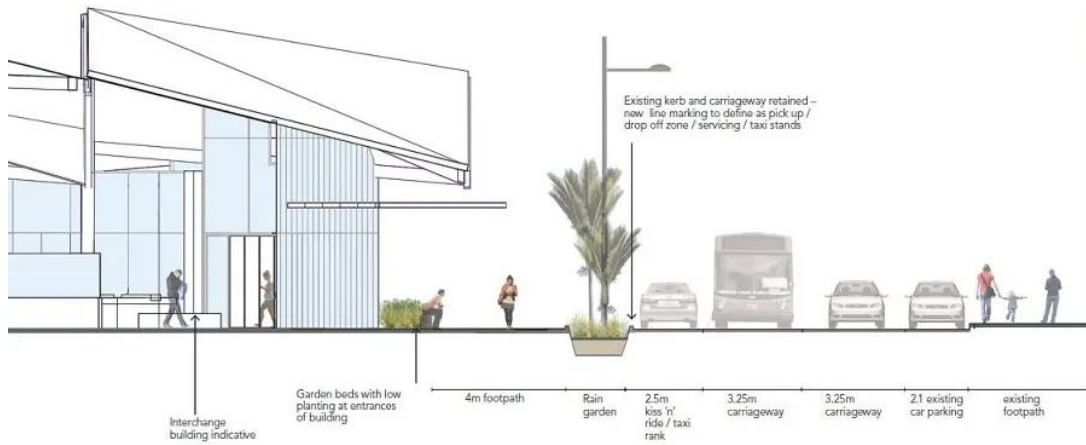 Existing kerb and carriageway retained –
new line marking to define as pick up /
drop off zone / servicing / taxi stands
Interchange
building indicative
Garden beds with low
planting at entrances
of building
4m footpath
Rain
garden
2.5m
kiss 'n'
ride / taxi
rank
3.25m
carriageway
3.25m
carriageway
2.1 existing
car parking
existing
footpath